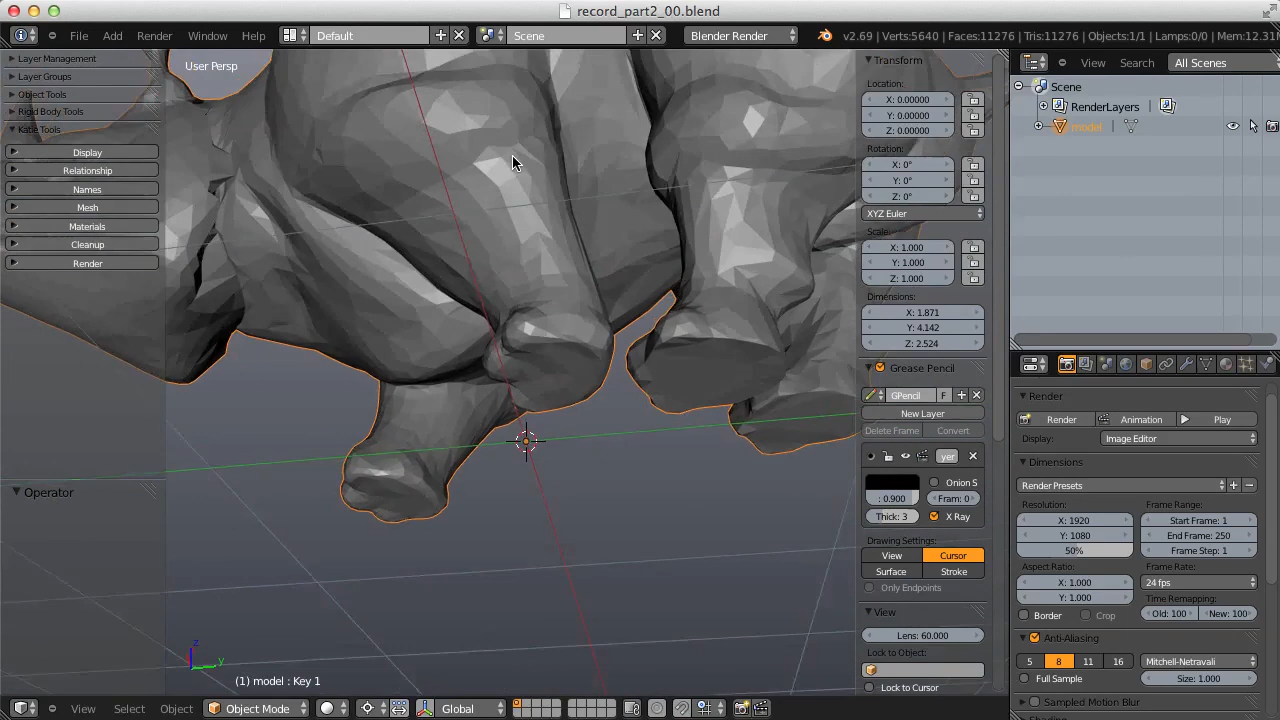 record_part2_00.blend
File Add Render Window Help Default Scene Blender Render v2.69 | Verts:5640 | Faces:11276 | Tris:11276 | Objects:1/1 | Lamps:0/0 | Mem:12.31
Layer Management
Layer Groups
Object Tools
Rigid Body Tools
Katie Tools
Display
Relationship
Names
Mesh
Materials
Cleanup
Render
Operator
User Persp
(1) model : Key 1
Transform
Location:
X: 0.00000
Y: 0.00000
Z: 0.00000
Rotation:
X: 0°
Y: 0°
Z: 0°
XYZ Euler
Scale:
X: 1.000
Y: 1.000
Z: 1.000
Dimensions:
X: 1.871
Y: 4.142
Z: 2.524
Grease Pencil
GPencil F
New Layer
Delete Frame Convert
yer
Onion S
: 0.900 Fram: 0
Thick: 3 X Ray
Drawing Settings:
View Cursor
Surface Stroke
Only Endpoints
View
Lens: 60.000
Lock to Object:
Lock to Cursor
View Search All Scenes
Scene
RenderLayers
model
Render
Render Animation Play
Display: Image Editor
Dimensions
Render Presets
Resolution: Frame Range:
X: 1920 Start Frame: 1
Y: 1080 End Frame: 250
50% Frame Step: 1
Aspect Ratio: Frame Rate:
X: 1.000 24 fps
Y: 1.000 Time Remapping:
Border Crop Old: 100 New: 100
Anti-Aliasing
5 8 11 16 Mitchell-Netravali
Full Sample Size: 1.000
Sampled Motion Blur
z
y
View Select Object Object Mode Global